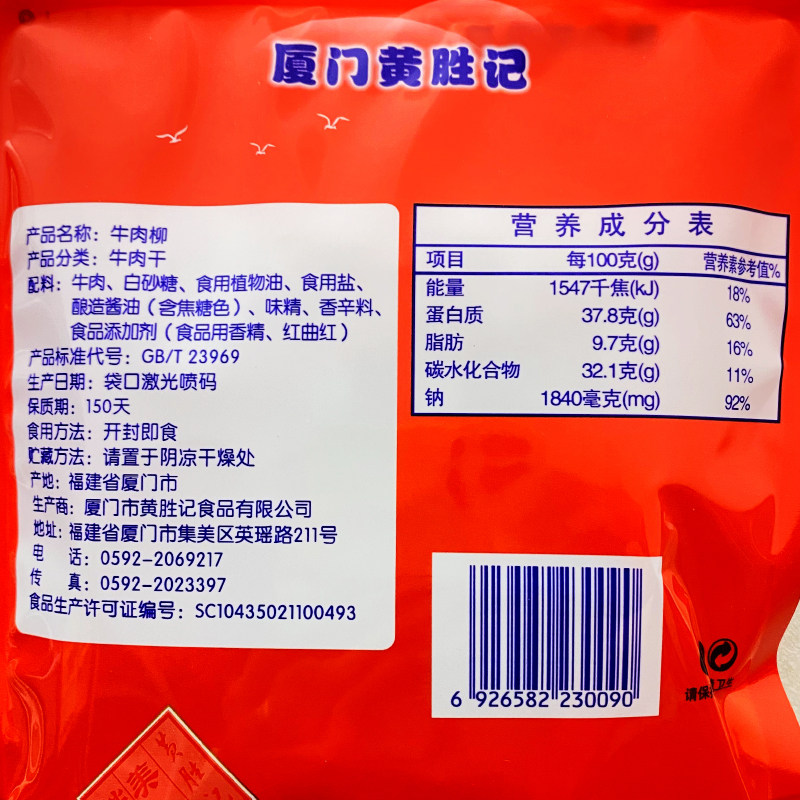 厦门黄胜记
产品名称：牛肉柳
产品分类：牛肉干
配料：牛肉、白砂糖、食用植物油、食用盐、
酿造酱油（含焦糖色）、味精、香辛料、
食品添加剂（食品用香精、红曲红）
产品标准代号：GB/T 23969
生产日期：袋口激光喷码
保质期：150天
食用方法：开封即食
贮藏方法：请置于阴凉干燥处
产地：福建省厦门市
生产商：厦门市黄胜记食品有限公司
地址：福建省厦门市集美区英瑶路211号
电 话：0592-2069217
传 真：0592-2023397
食品生产许可证编号：SC10435021100493
营养成分表
项目 每100克(g) 营养素参考值%
能量 1547千焦(kJ) 18%
蛋白质 37.8克(g) 63%
脂肪 9.7克(g) 16%
碳水化合物 32.1克(g) 11%
钠 1840毫克(mg) 92%
6 926582 230090
请保
黄胜记
美